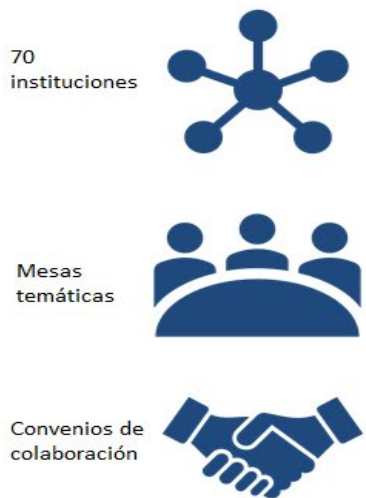 70
instituciones
Mesas
temáticas
Convenios de
colaboración